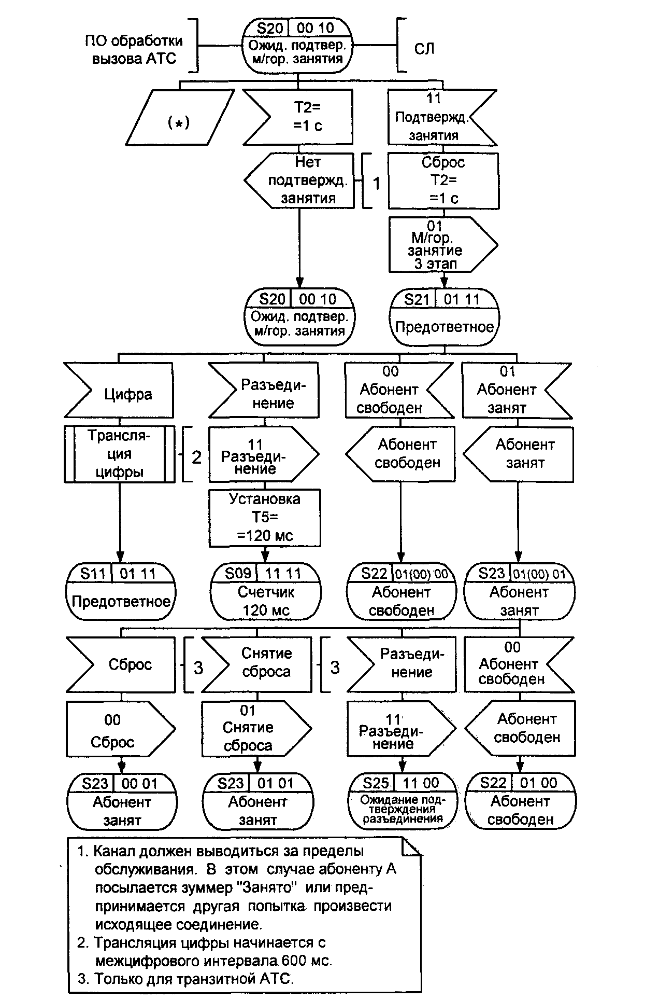 ПО обработки
вызова АТС
S20 00 10
Ожид. подтвер.
м/гор. занятия
СЛ
(*)
Т2=
=1 с
11
Подтвержд.
занятия
Нет
подтвержд.
занятия
1
Сброс
Т2=
=1 с
01
М/гор.
занятие
3 этап
S20 00 10
Ожид. подтвер.
м/гор. занятия
S21 01 11
Предответное
Цифра
Разъеди-
нение
00
Абонент
свободен
01
Абонент
занят
Трансля-
ция
цифры
2
11
Разъеди-
нение
Абонент
свободен
Абонент
занят
Установка
Т5=
=120 мс
S11 01 11
Предответное
S09 11 11
Счетчик
120 мс
S22 01(00) 00
Абонент
свободен
S23 01(00) 01
Абонент
занят
Сброс
3
Снятие
сброса
3
Разъеди-
нение
00
Абонент
свободен
00
Сброс
01
Снятие
сброса
11
Разъеди-
нение
Абонент
свободен
S23 00 01
Абонент
занят
S23 01 01
Абонент
занят
S25 11 00
Ожидание под-
тверждения
разъединения
S22 01 00
Абонент
свободен
1. Канал должен выводиться за пределы
обслуживания. В этом случае абоненту А
посылается зуммер "Занято" или пред-
принимается другая попытка произвести
исходящее соединение.
2. Трансляция цифры начинается с
межцифрового интервала 600 мс.
3. Только для транзитной АТС.